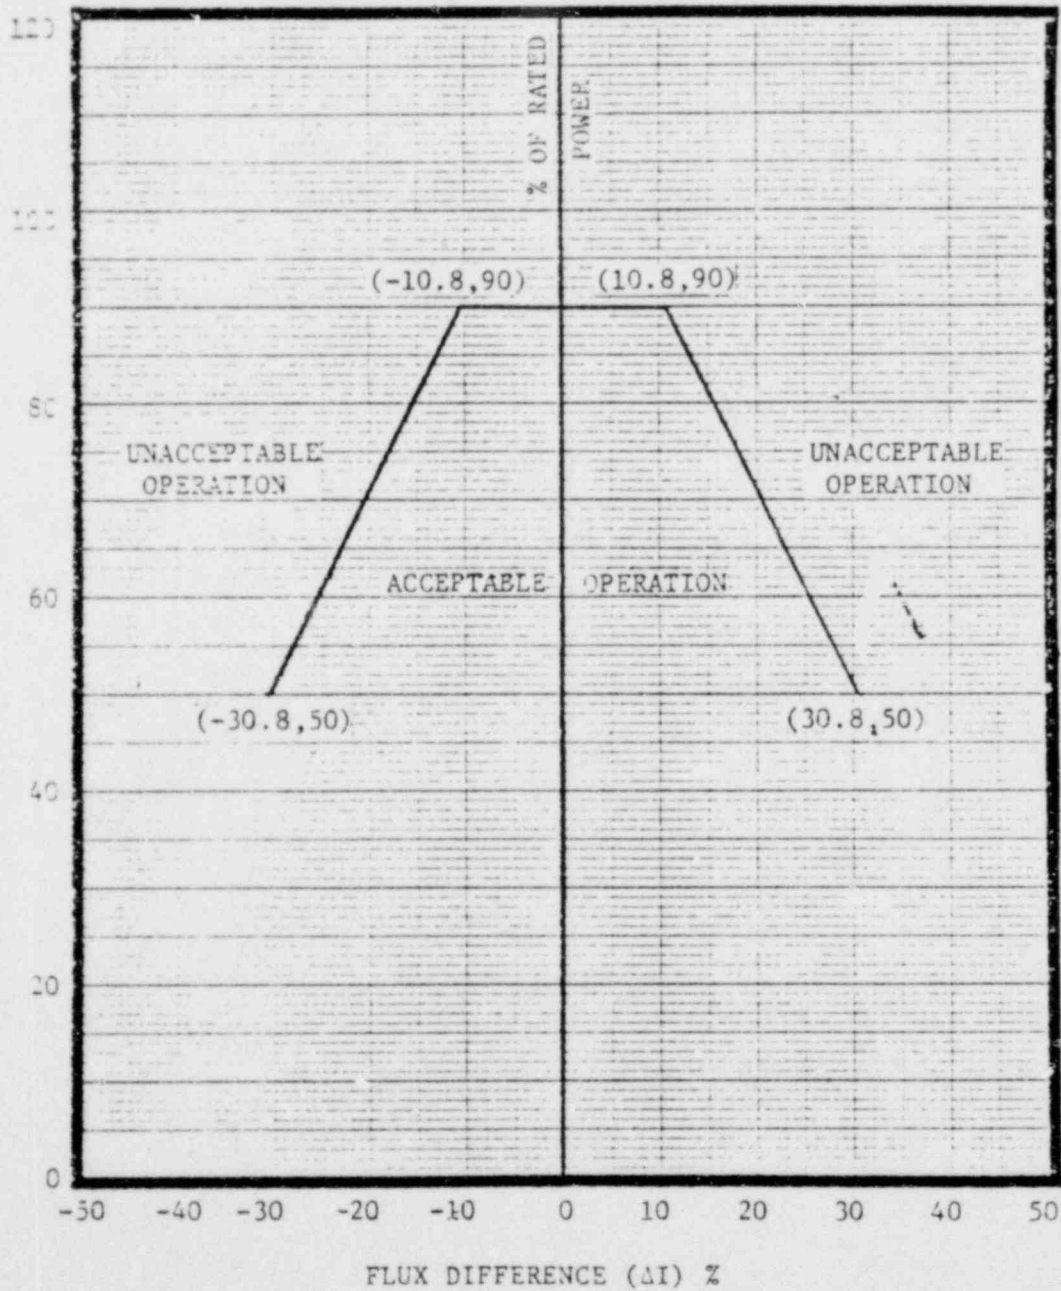 120
% OF RATED
POWER
100
(-10.8,90)
(10.8,90)
80
UNACCEPTABLE
OPERATION
UNACCEPTABLE
OPERATION
60
ACCEPTABLE OPERATION
(-30.8,50)
(30.8,50)
40
20
0
-50 -40 -30 -20 -10 0 10 20 30 40 50
FLUX DIFFERENCE (ΔI) %